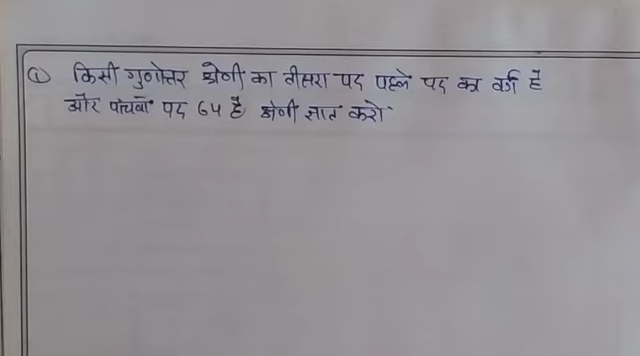 ① किसी गुणोत्तर श्रेणी का तीसरा पद पहले पद का वर्ग है
और पांचवाँ पद 64 है श्रेणी ज्ञात करो